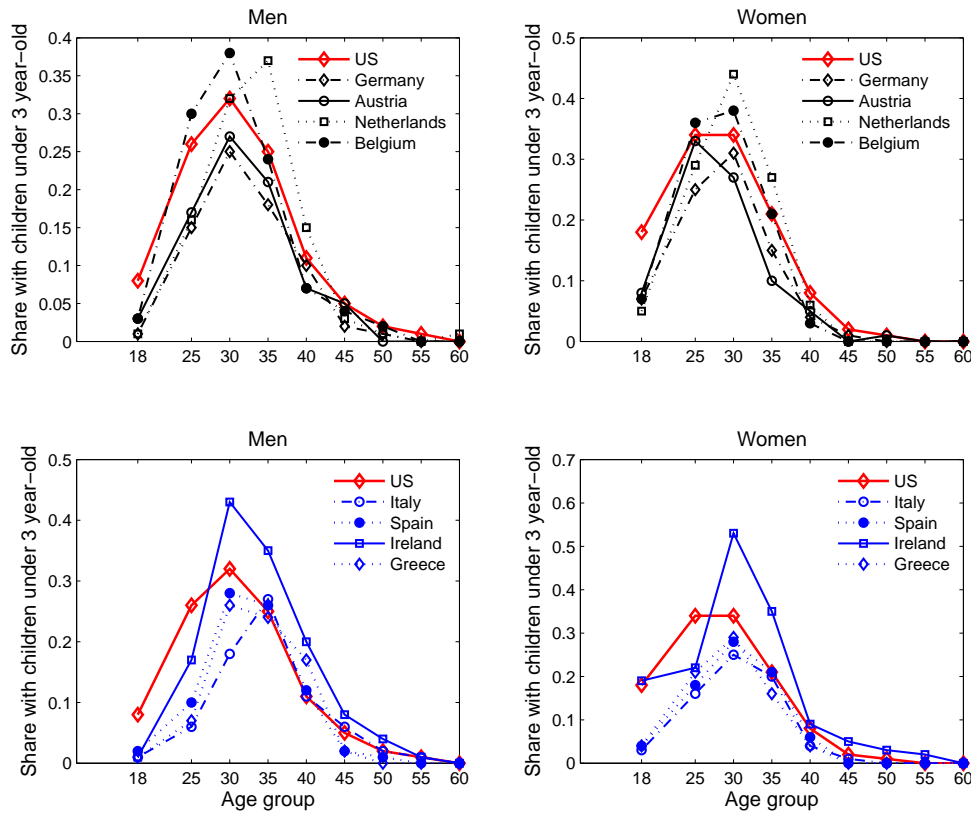 Men
Share with children under 3 year−old
0.4
0.35
0.3
0.25
0.2
0.15
0.1
0.05
0
18 25 30 35 40 45 50 55 60
US
Germany
Austria
Netherlands
Belgium
Women
Share with children under 3 year−old
0.5
0.4
0.3
0.2
0.1
0
18 25 30 35 40 45 50 55 60
US
Germany
Austria
Netherlands
Belgium
Men
Share with children under 3 year−old
0.5
0.4
0.3
0.2
0.1
0
18 25 30 35 40 45 50 55 60
Age group
US
Italy
Spain
Ireland
Greece
Women
Share with children under 3 year−old
0.7
0.6
0.5
0.4
0.3
0.2
0.1
0
18 25 30 35 40 45 50 55 60
Age group
US
Italy
Spain
Ireland
Greece